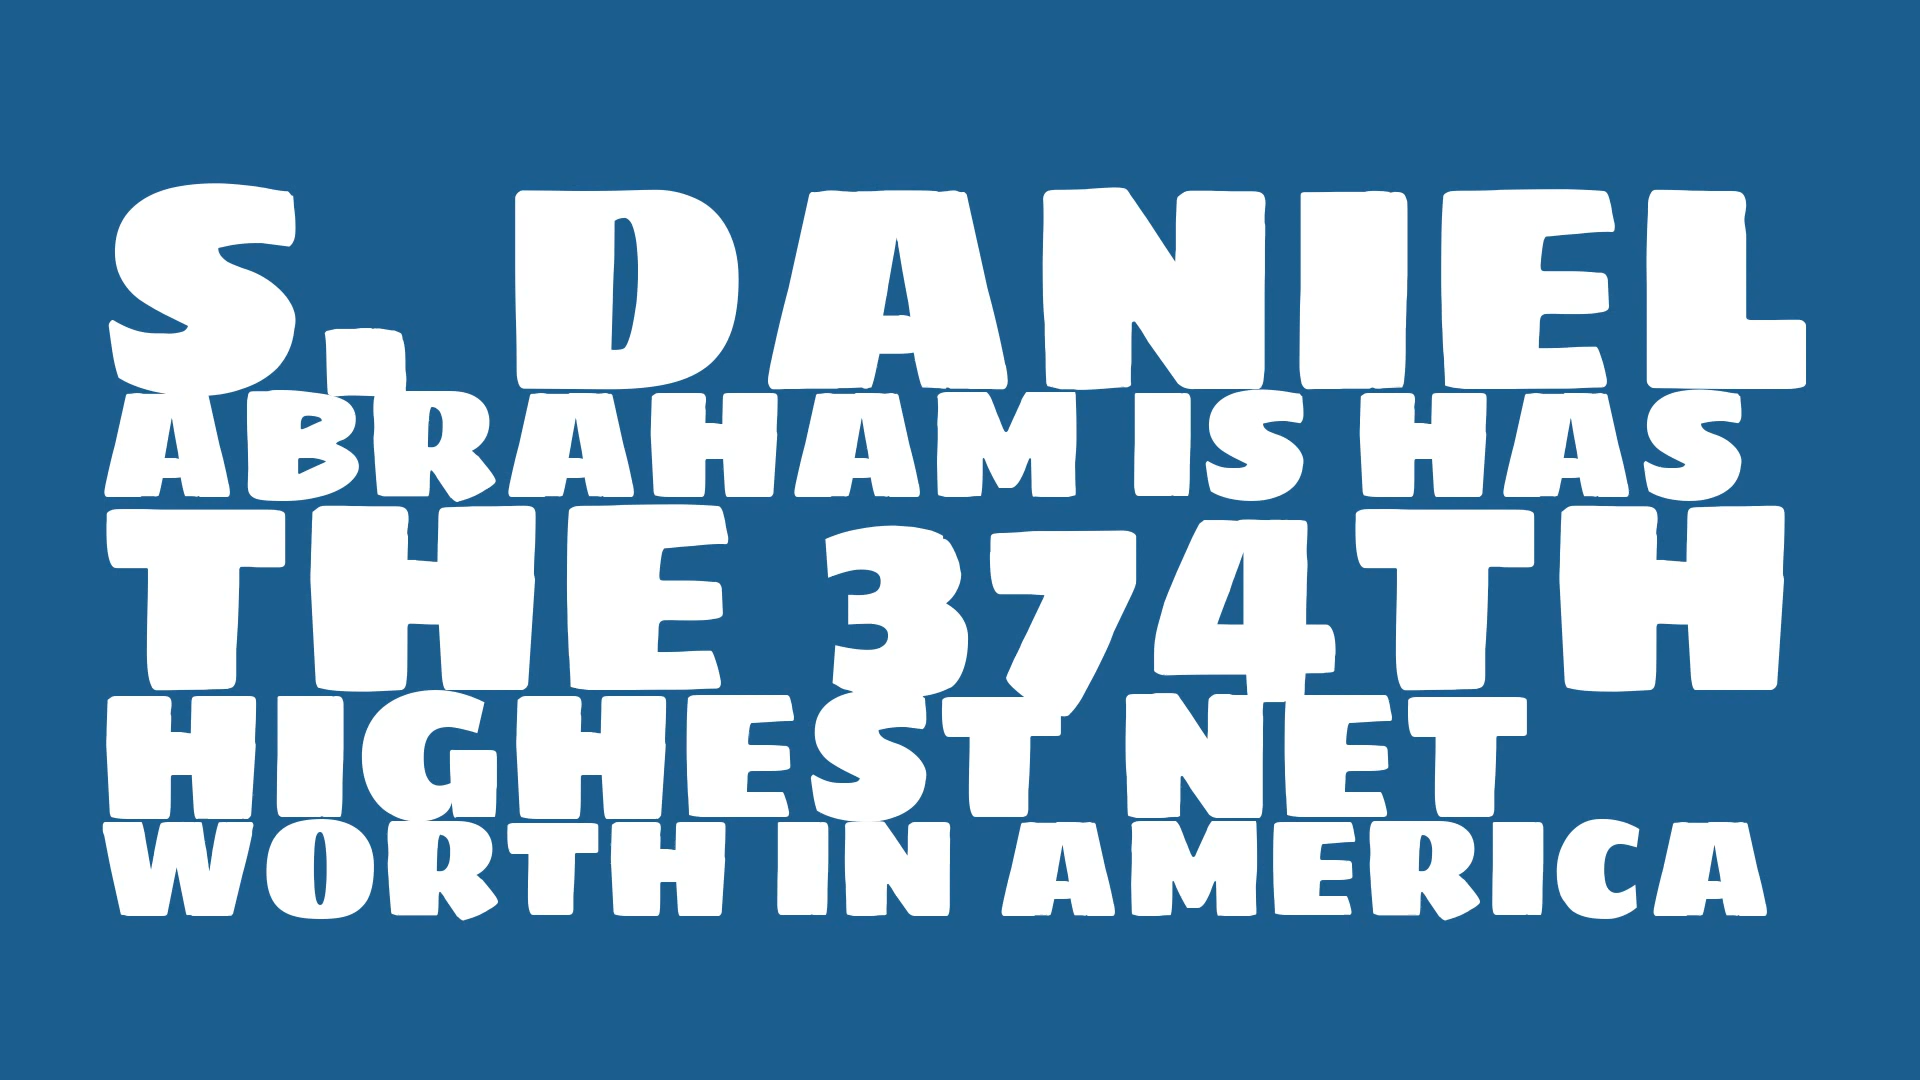 S. DANIEL
ABRAHAM IS HAS
THE 374TH
HIGHEST NET
WORTH IN AMERICA